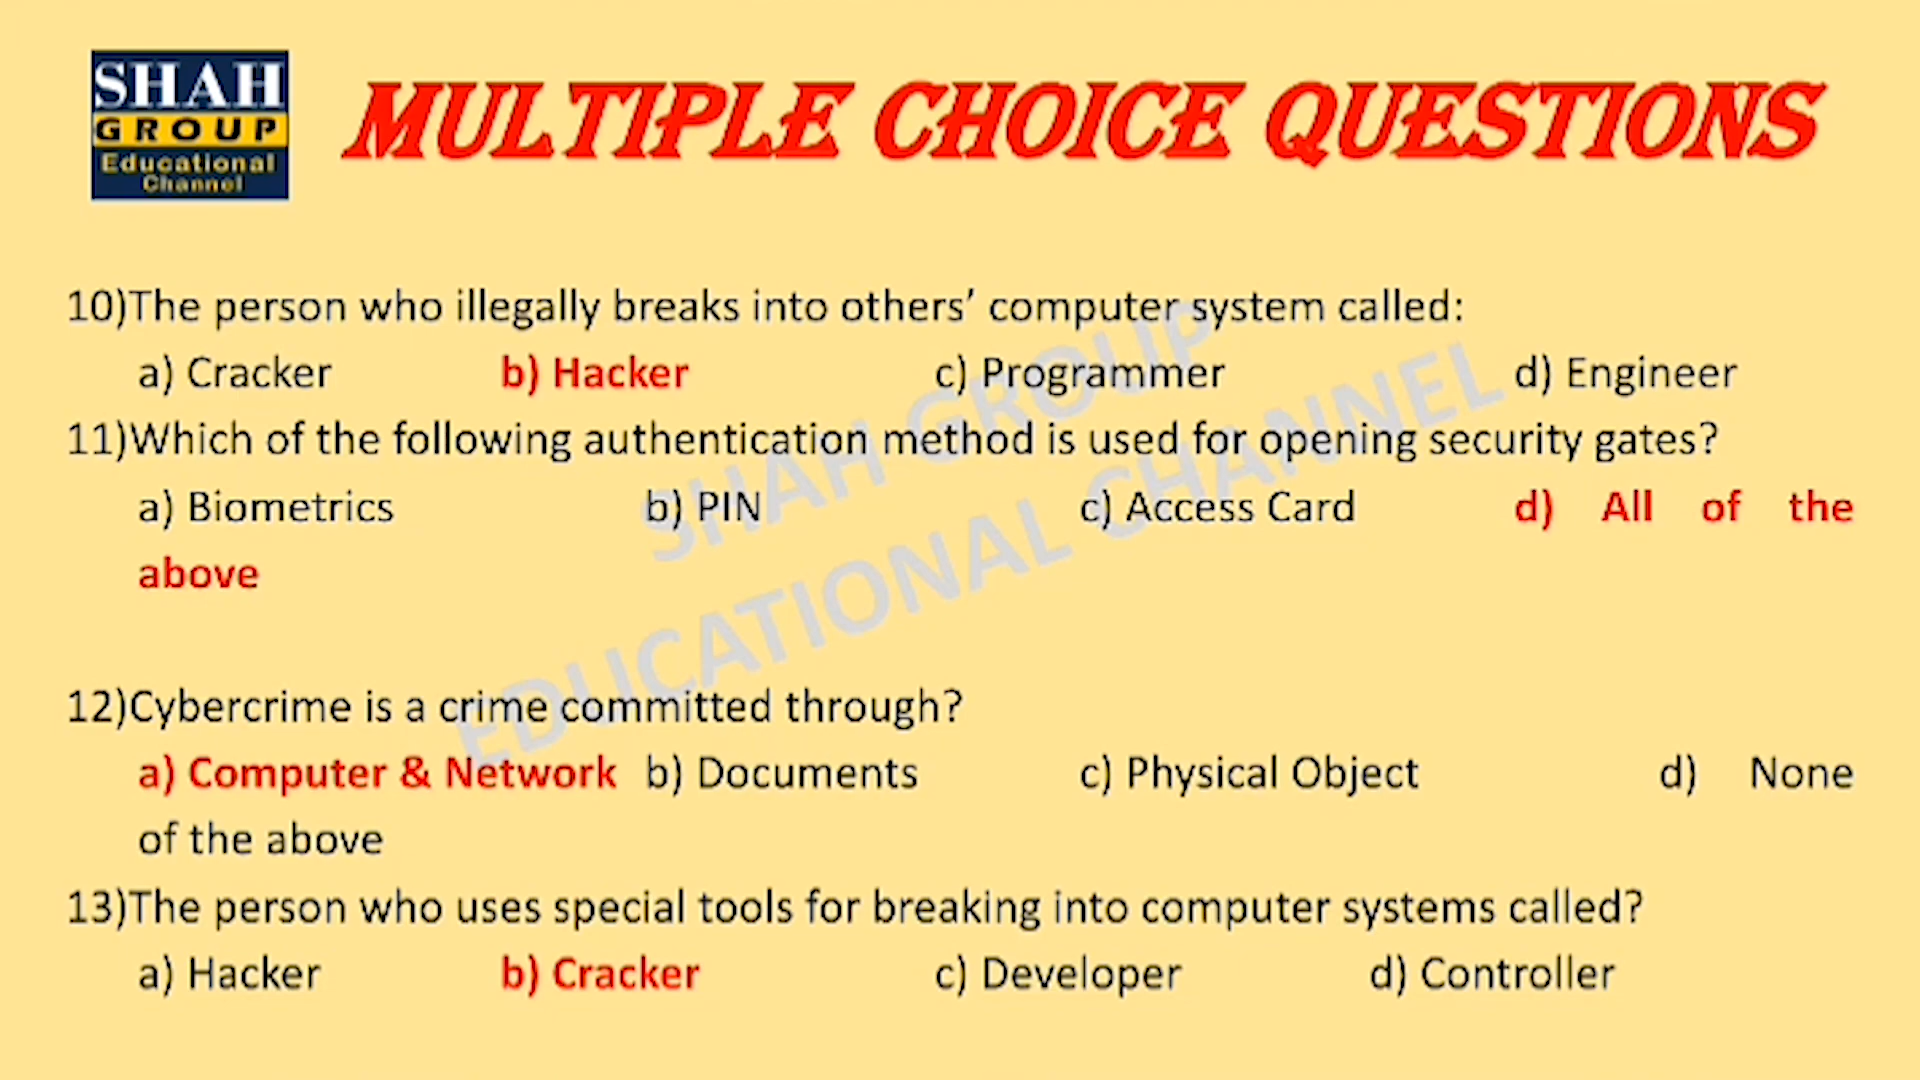 SHAH
GROUP
Educational
Channel
MULTIPLE CHOICE QUESTIONS
10)The person who illegally breaks into others’ computer system called:
a) Cracker b) Hacker c) Programmer d) Engineer
11)Which of the following authentication method is used for opening security gates?
a) Biometrics b) PIN c) Access Card d) All of the
above
12)Cybercrime is a crime committed through?
a) Computer & Network b) Documents c) Physical Object d) None
of the above
13)The person who uses special tools for breaking into computer systems called?
a) Hacker b) Cracker c) Developer d) Controller
SHAH GROUP
EDUCATIONAL CHANNEL